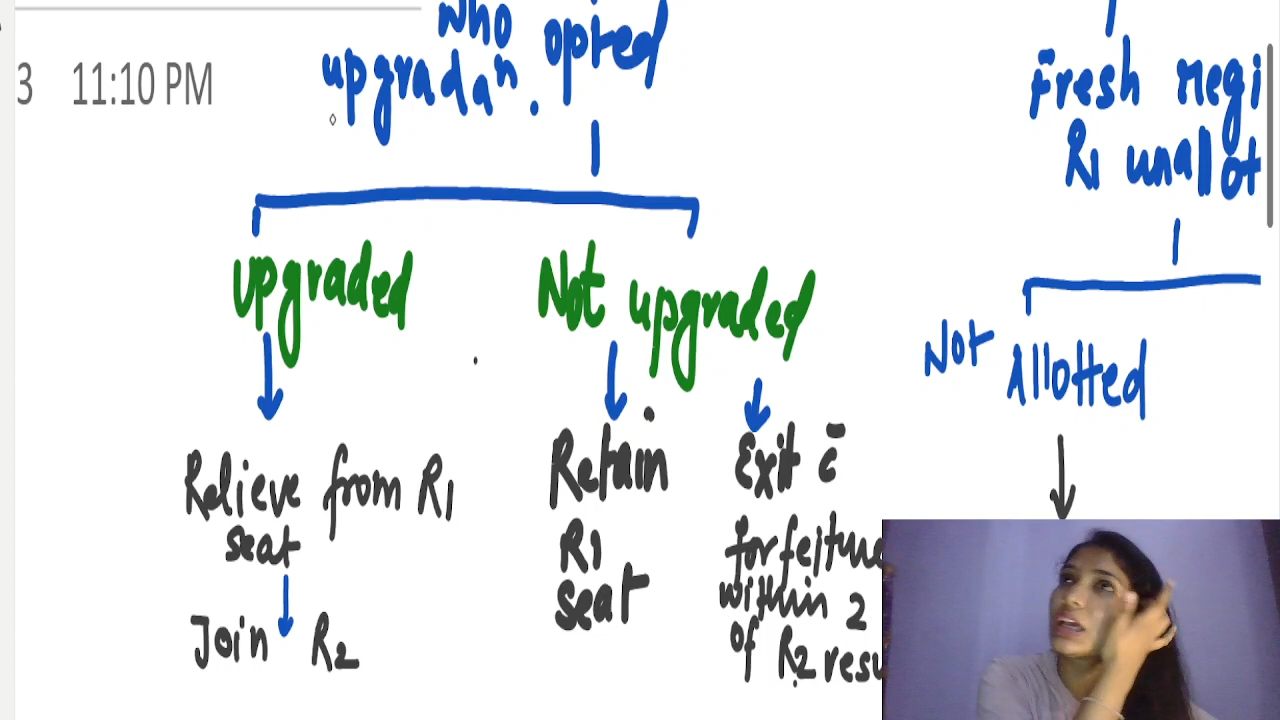 who opted
upgradaⁿ.
3 11:10 PM
Fresh regi
R1 unallot
Upgraded
Not upgraded
Not Allotted
Relieve from R1
seat
Join R2
Retain
R1
seat
Exit c̄
forfeiture
within 2
of R2 resu